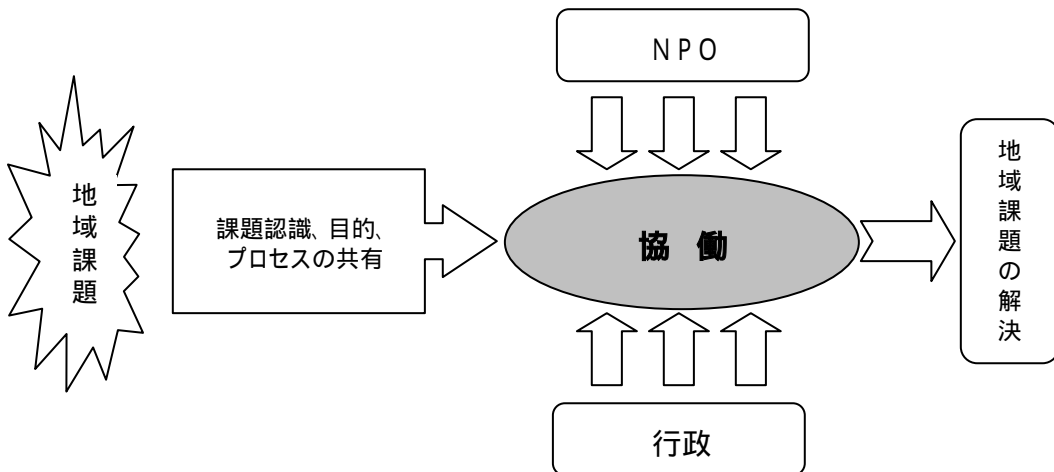 NPO
地域課題
課題認識、目的、
プロセスの共有
協 働
地域課題の解決
行政